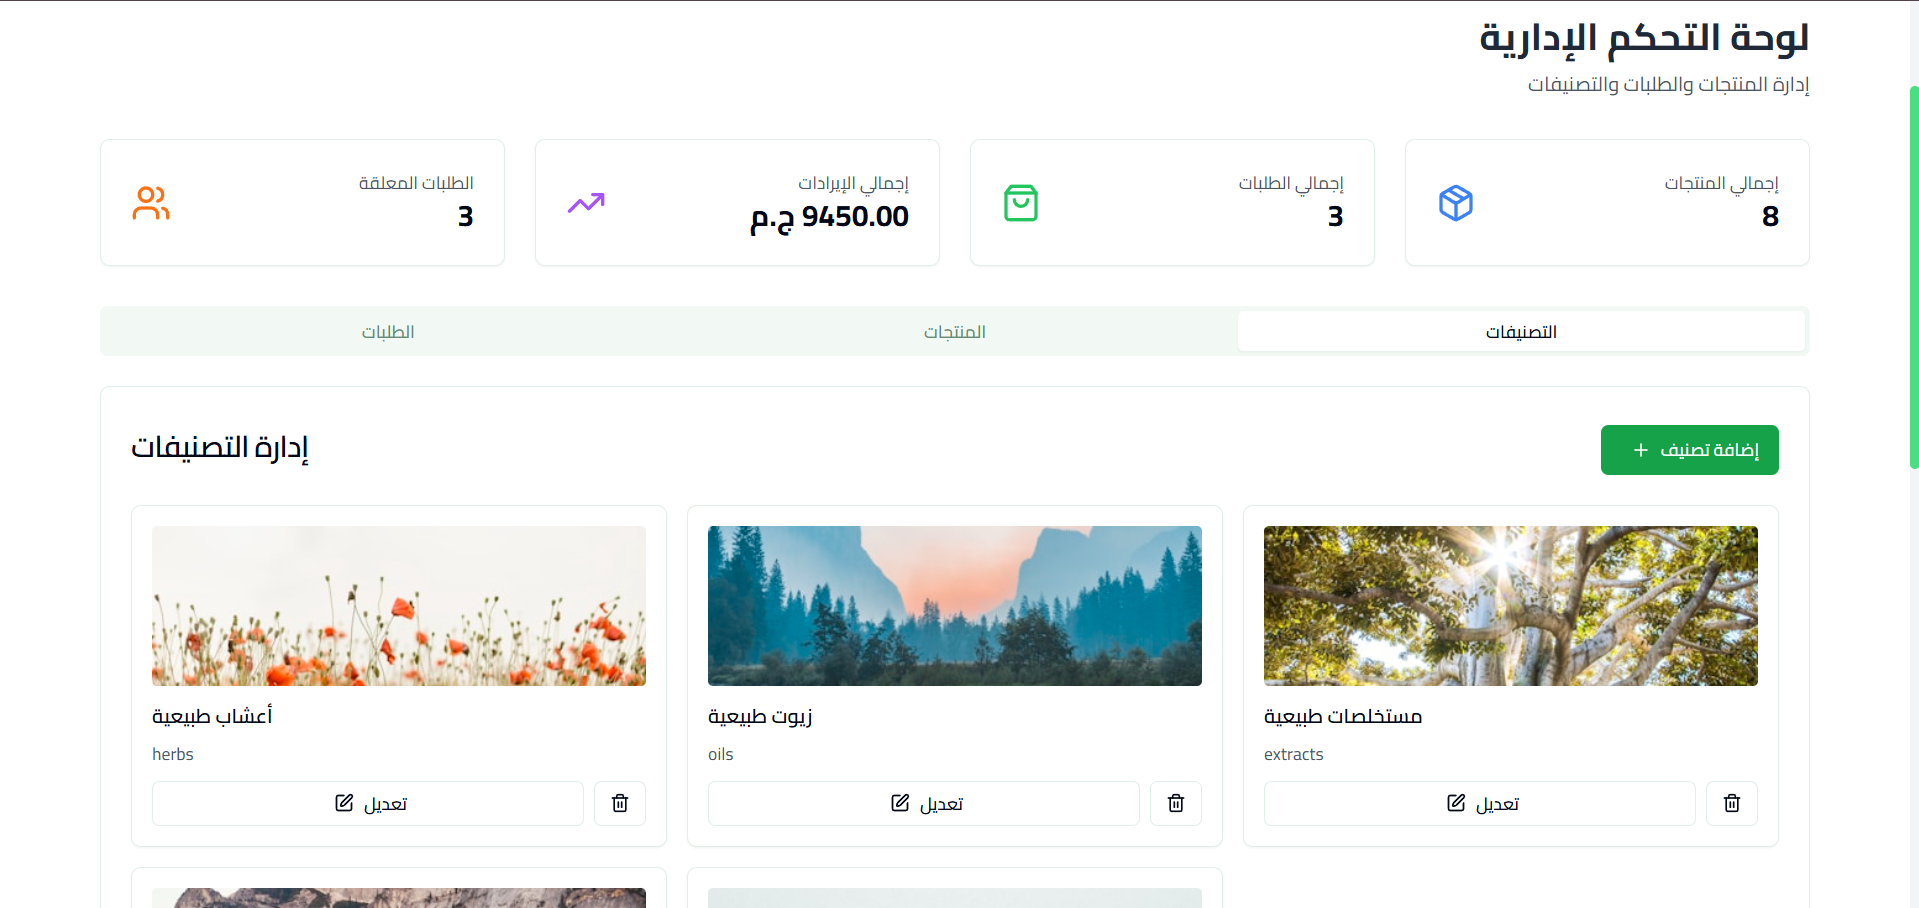 لوحة التحكم الإدارية
إدارة المنتجات والطلبات والتصنيفات
إجمالي المنتجات
8
إجمالي الطلبات
3
إجمالي الإيرادات
9450.00 ج.م
الطلبات المعلقة
3
التصنيفات
المنتجات
الطلبات
إضافة تصنيف
إدارة التصنيفات
مستخلصات طبيعية
extracts
تعديل
زيوت طبيعية
oils
تعديل
أعشاب طبيعية
herbs
تعديل